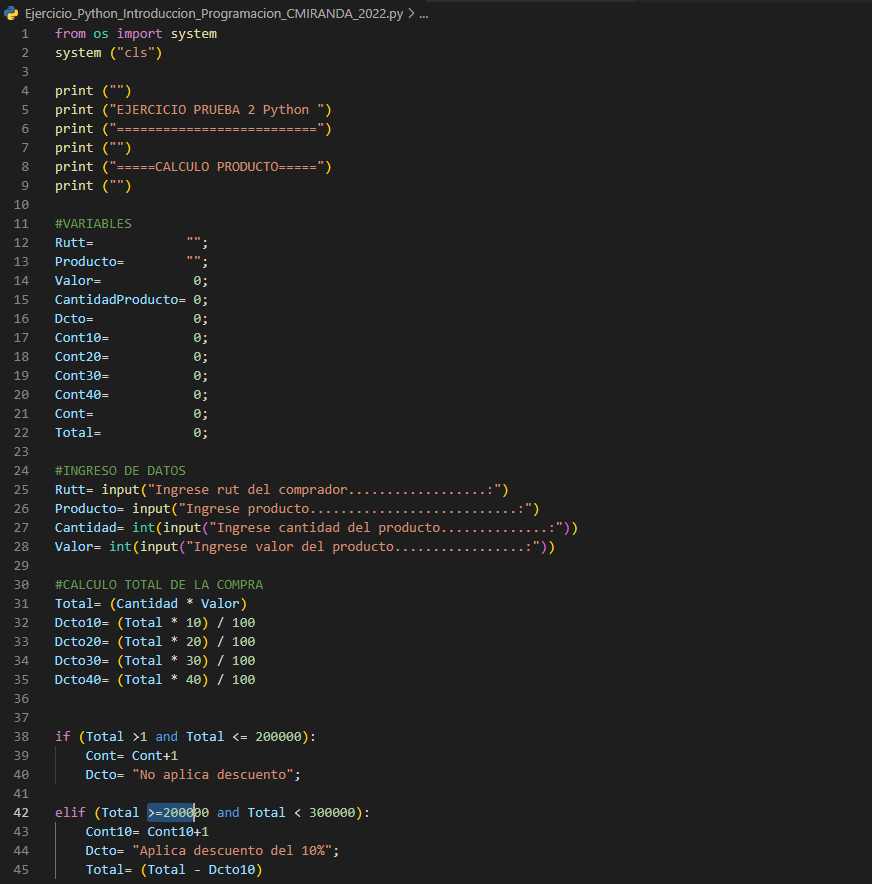 Ejercicio_Python_Introduccion_Programacion_CMIRANDA_2022.py > ...
1 from os import system
2 system ("cls")
3
4 print ("")
5 print ("EJERCICIO PRUEBA 2 Python ")
6 print ("==========================")
7 print ("")
8 print ("=====CALCULO PRODUCTO=====")
9 print ("")
10
11 #VARIABLES
12 Rutt=            "";
13 Producto=        "";
14 Valor=            0;
15 CantidadProducto= 0;
16 Dcto=             0;
17 Cont10=           0;
18 Cont20=           0;
19 Cont30=           0;
20 Cont40=           0;
21 Cont=             0;
22 Total=            0;
23
24 #INGRESO DE DATOS
25 Rutt= input("Ingrese rut del comprador..................:")
26 Producto= input("Ingrese producto...........................:")
27 Cantidad= int(input("Ingrese cantidad del producto..............:"))
28 Valor= int(input("Ingrese valor del producto.................:"))
29
30 #CALCULO TOTAL DE LA COMPRA
31 Total= (Cantidad * Valor)
32 Dcto10= (Total * 10) / 100
33 Dcto20= (Total * 20) / 100
34 Dcto30= (Total * 30) / 100
35 Dcto40= (Total * 40) / 100
36
37
38 if (Total >1 and Total <= 200000):
39     Cont= Cont+1
40     Dcto= "No aplica descuento";
41
42 elif (Total >=200000 and Total < 300000):
43     Cont10= Cont10+1
44     Dcto= "Aplica descuento del 10%";
45     Total= (Total - Dcto10)